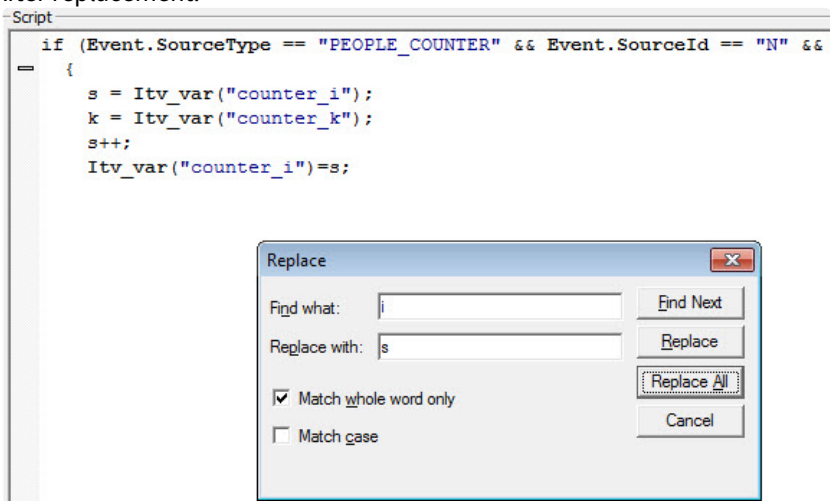 Script
if (Event.SourceType == "PEOPLE_COUNTER" && Event.SourceId == "N" &&
{
s = Itv_var("counter_i");
k = Itv_var("counter_k");
s++;
Itv_var("counter_i")=s;
Replace
Find what: i
Find Next
Replace with: s
Replace
Replace All
Match whole word only
Cancel
Match case